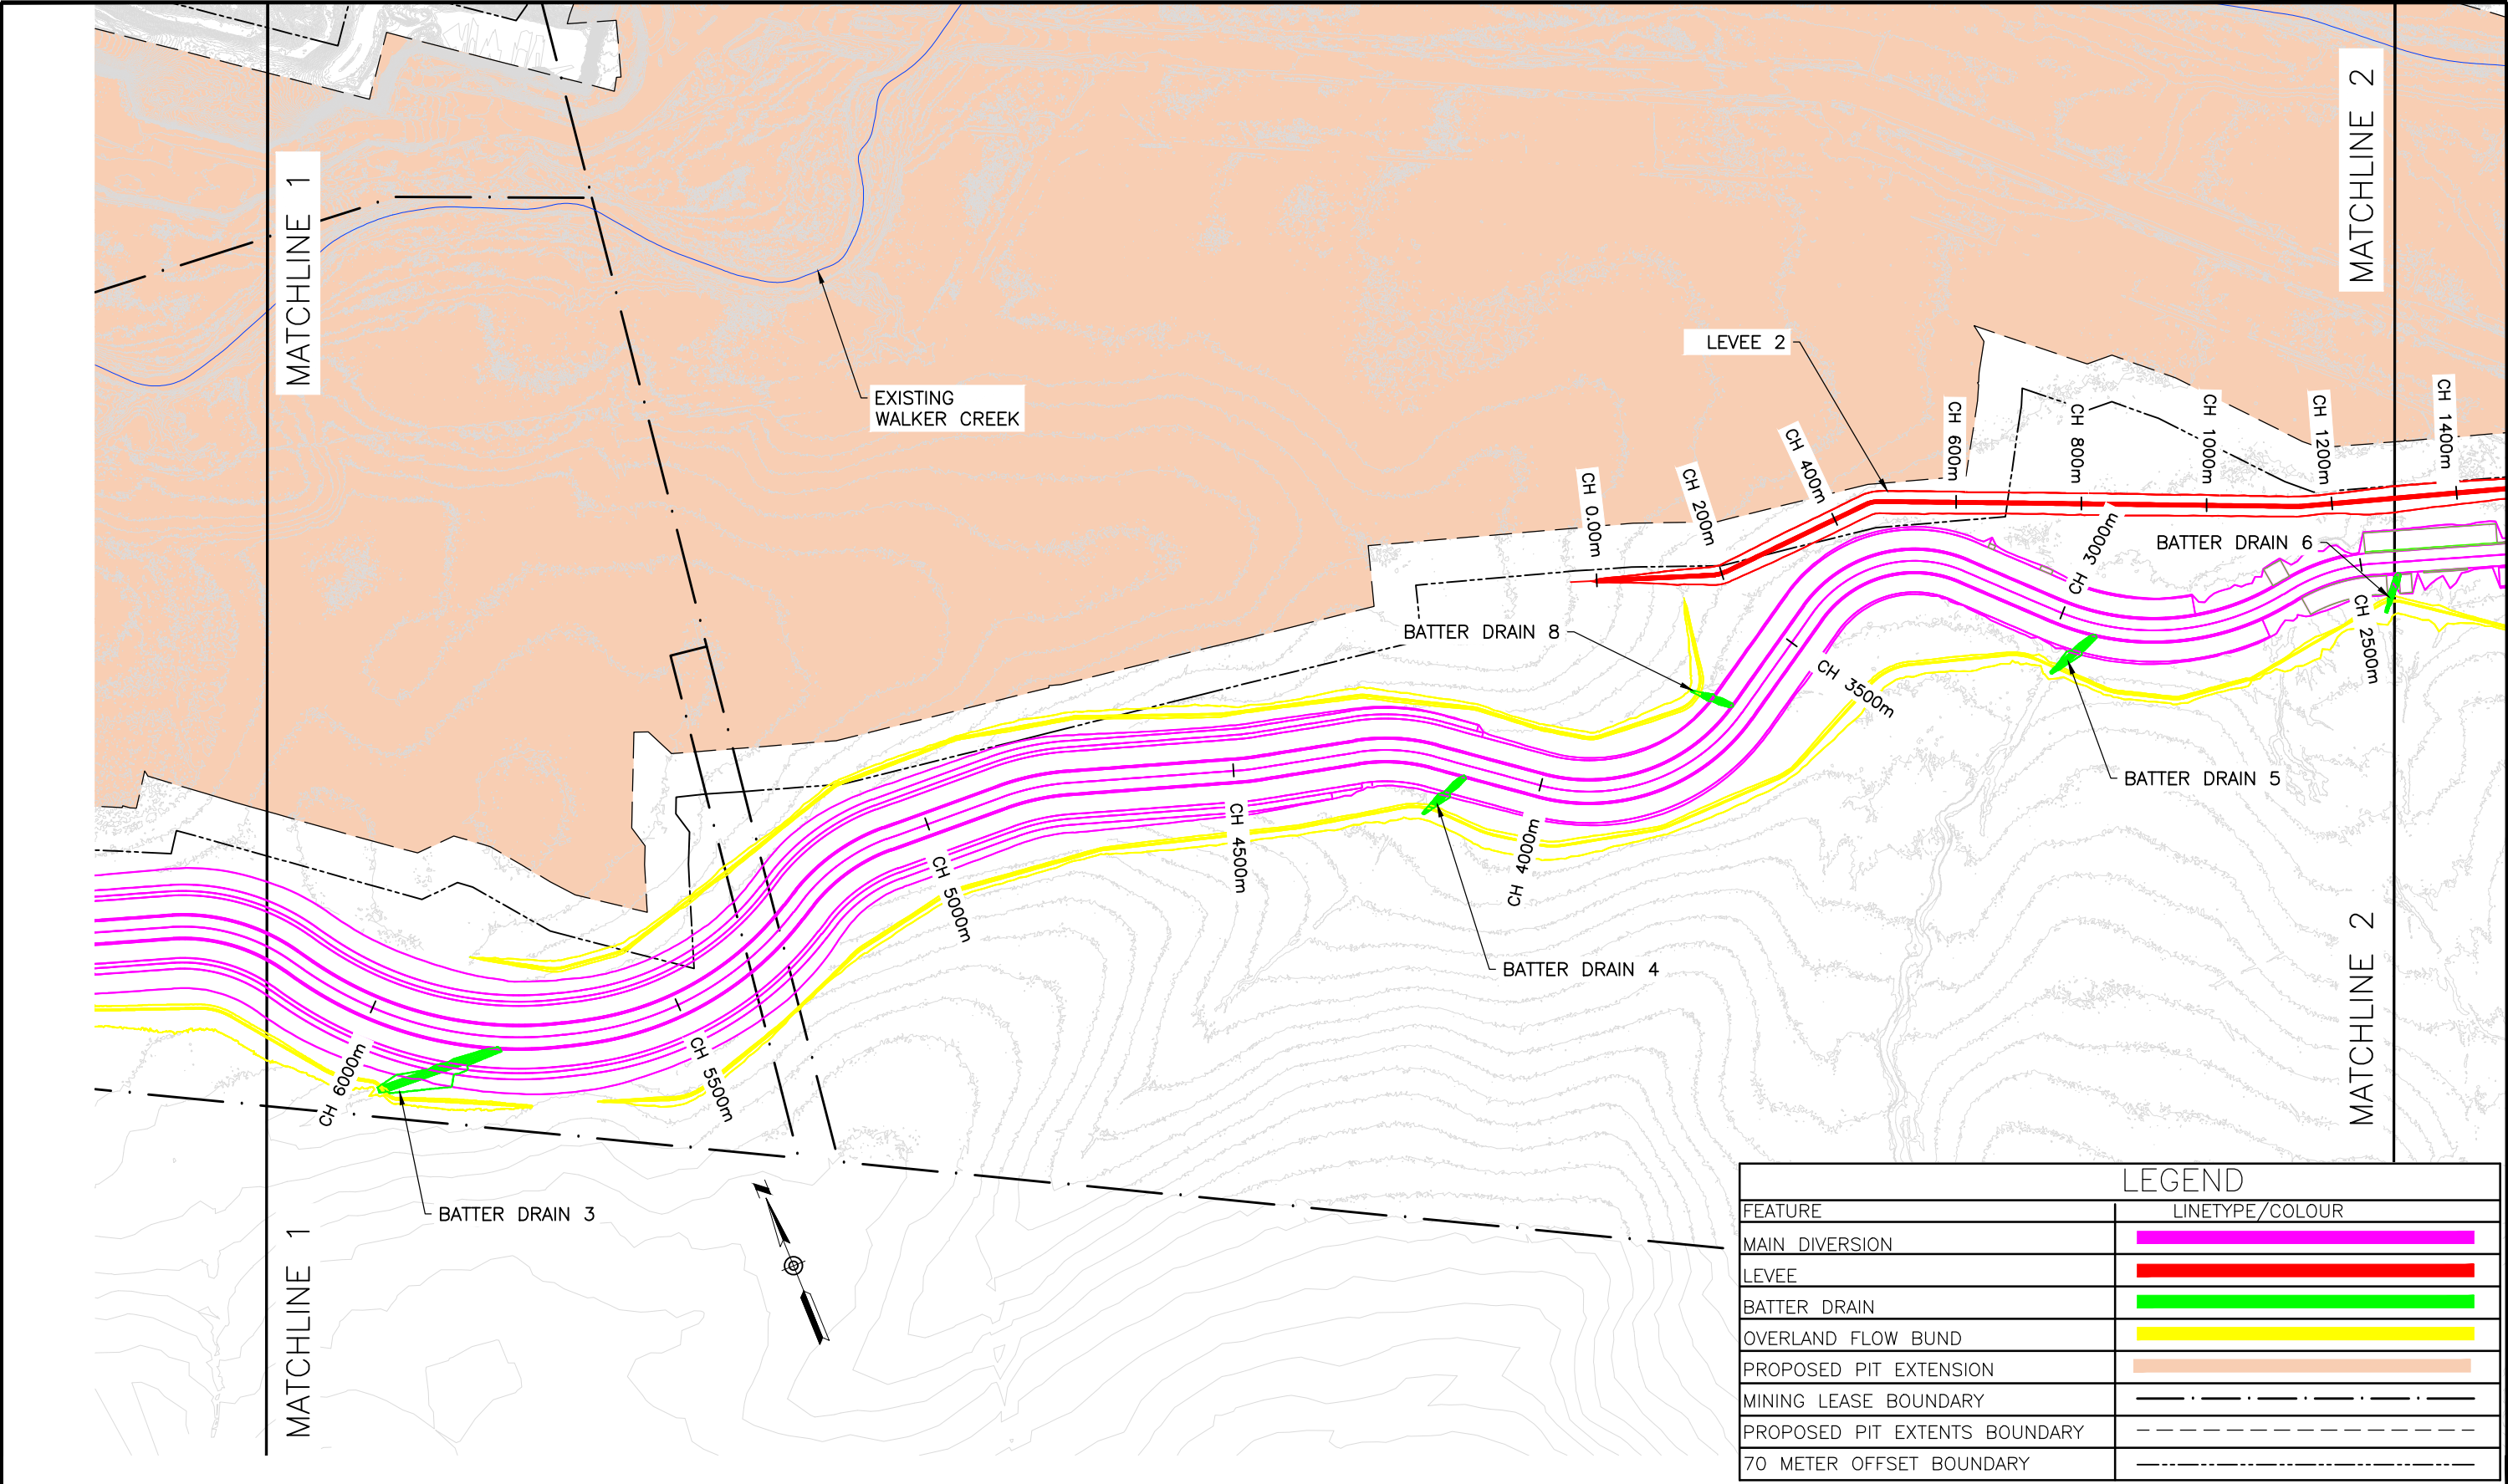 MATCHLINE 1
MATCHLINE 2
EXISTING
WALKER CREEK
LEVEE 2
CH 0.00m
CH 200m
CH 400m
CH 600m
CH 800m
CH 1000m
CH 1200m
CH 1400m
BATTER DRAIN 6
CH 3000m
CH 2500m
BATTER DRAIN 8
CH 3500m
BATTER DRAIN 5
CH 4500m
CH 4000m
CH 5000m
BATTER DRAIN 4
CH 6000m
CH 5500m
BATTER DRAIN 3
MATCHLINE 1
MATCHLINE 2
N
LEGEND
FEATURE LINETYPE/COLOUR
MAIN DIVERSION
LEVEE
BATTER DRAIN
OVERLAND FLOW BUND
PROPOSED PIT EXTENSION
MINING LEASE BOUNDARY
PROPOSED PIT EXTENTS BOUNDARY
70 METER OFFSET BOUNDARY